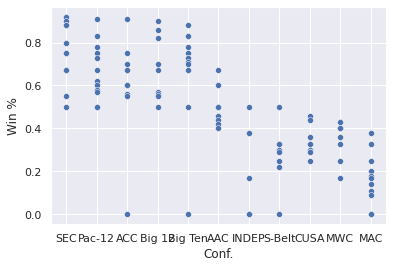 Win %
0.8
0.6
0.4
0.2
0.0
SEC Pac-12 ACC Big 12 Big Ten AAC INDEP S-Belt CUSA MWC MAC
Conf.